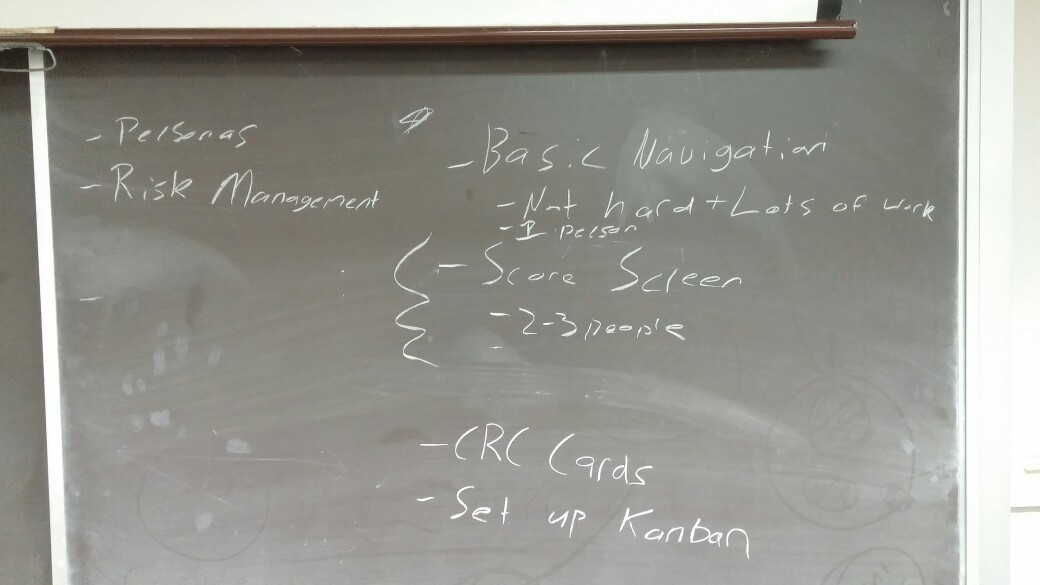 - Personas
- Risk Management
-
- Basic Navigation
- Not hard + Lots of work
- 1 person
- Score Screen
- 2-3 people
-
- CRC Cards
- Set up Kanban